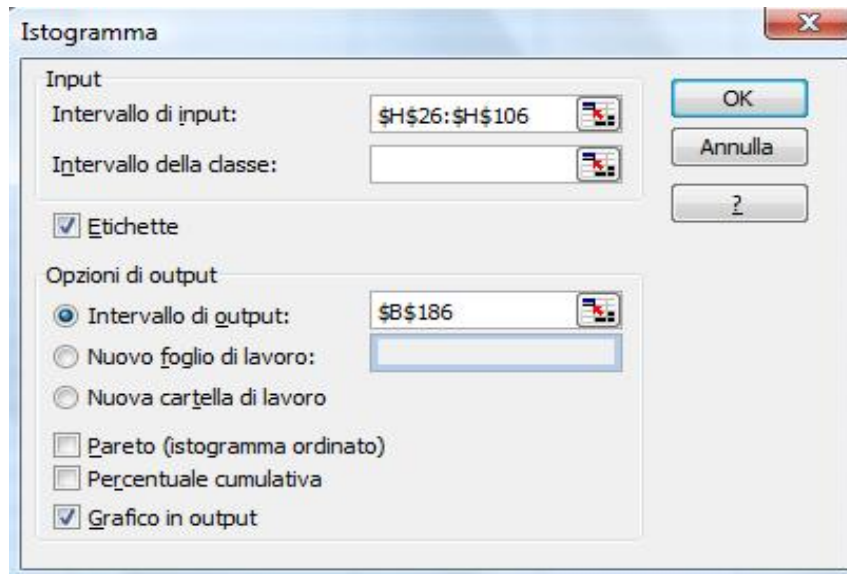 Istogramma
Input
Intervallo di input: $H$26:$H$106
Intervallo della classe:
Etichette
Opzioni di output
Intervallo di output: $B$186
Nuovo foglio di lavoro:
Nuova cartella di lavoro
Pareto (istogramma ordinato)
Percentuale cumulativa
Grafico in output
OK
Annulla
?